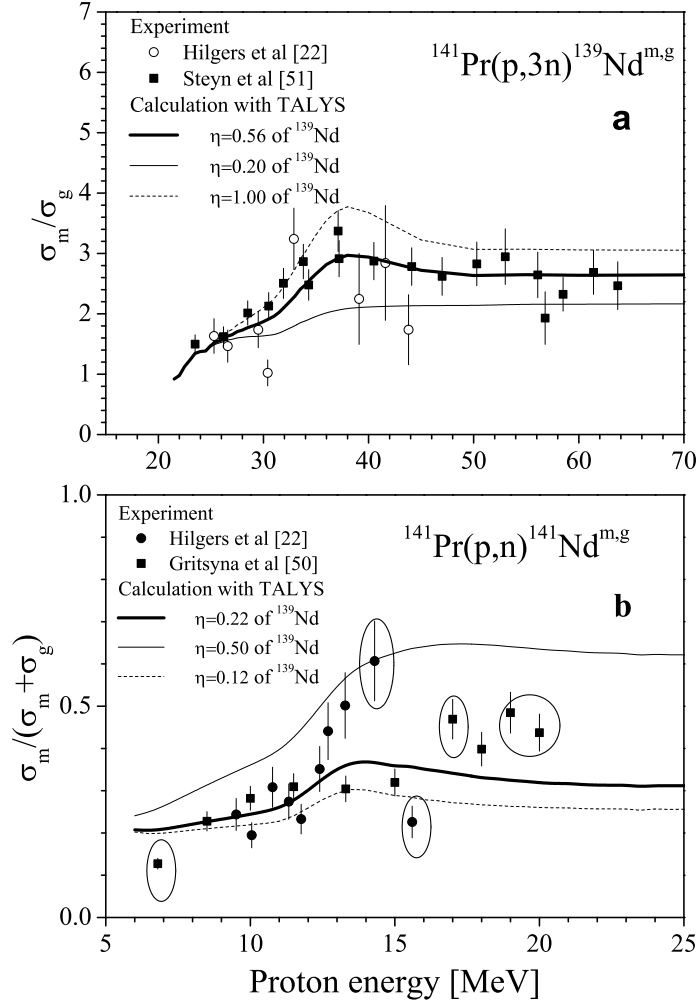 7
6
5
4
3
2
1
0
σm/σg
Experiment
Hilgers et al [22]
Steyn et al [51]
Calculation with TALYS
η=0.56 of ¹³⁹Nd
η=0.20 of ¹³⁹Nd
η=1.00 of ¹³⁹Nd
¹⁴¹Pr(p,3n)¹³⁹Ndᵐ,ᵍ
a
20 30 40 50 60 70
1.0
0.5
0.0
σm/(σm+σg)
Experiment
Hilgers et al [22]
Gritsyna et al [50]
Calculation with TALYS
η=0.22 of ¹³⁹Nd
η=0.50 of ¹³⁹Nd
η=0.12 of ¹³⁹Nd
¹⁴¹Pr(p,n)¹⁴¹Ndᵐ,ᵍ
b
5 10 15 20 25
Proton energy [MeV]